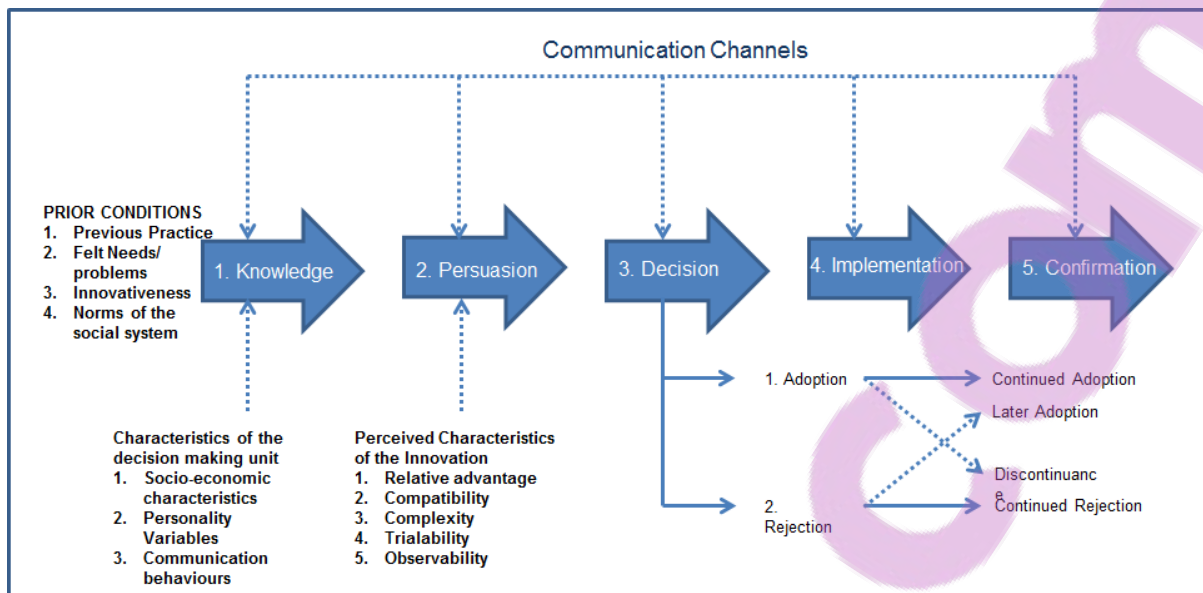 Communication Channels
PRIOR CONDITIONS
1. Previous Practice
2. Felt Needs/
problems
3. Innovativeness
4. Norms of the
social system
1. Knowledge
2. Persuasion
3. Decision
4. Implementation
5. Confirmation
1. Adoption
Continued Adoption
Later Adoption
Discontinuanc
e
2.
Rejection
Continued Rejection
Characteristics of the
decision making unit
1. Socio-economic
characteristics
2. Personality
Variables
3. Communication
behaviours
Perceived Characteristics
of the Innovation
1. Relative advantage
2. Compatibility
3. Complexity
4. Trialability
5. Observability
com